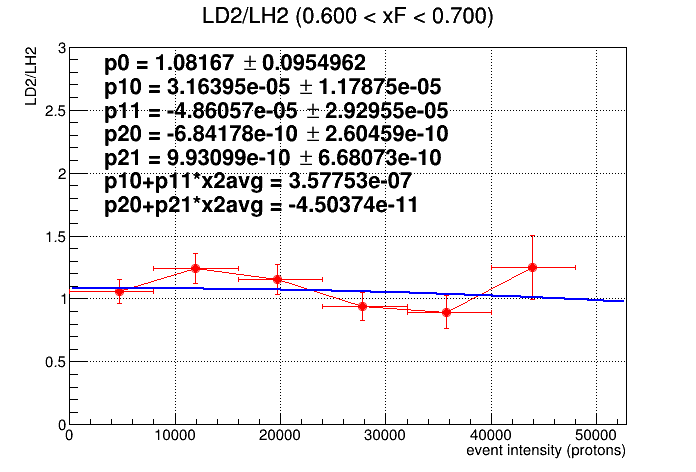 LD2/LH2 (0.600 < xF < 0.700)
LD2/LH2
3
2.5
2
1.5
1
0.5
0
p0 = 1.08167 ± 0.0954962
p10 = 3.16395e-05 ± 1.17875e-05
p11 = -4.86057e-05 ± 2.92955e-05
p20 = -6.84178e-10 ± 2.60459e-10
p21 = 9.93099e-10 ± 6.68073e-10
p10+p11*x2avg = 3.57753e-07
p20+p21*x2avg = -4.50374e-11
0 10000 20000 30000 40000 50000
event intensity (protons)